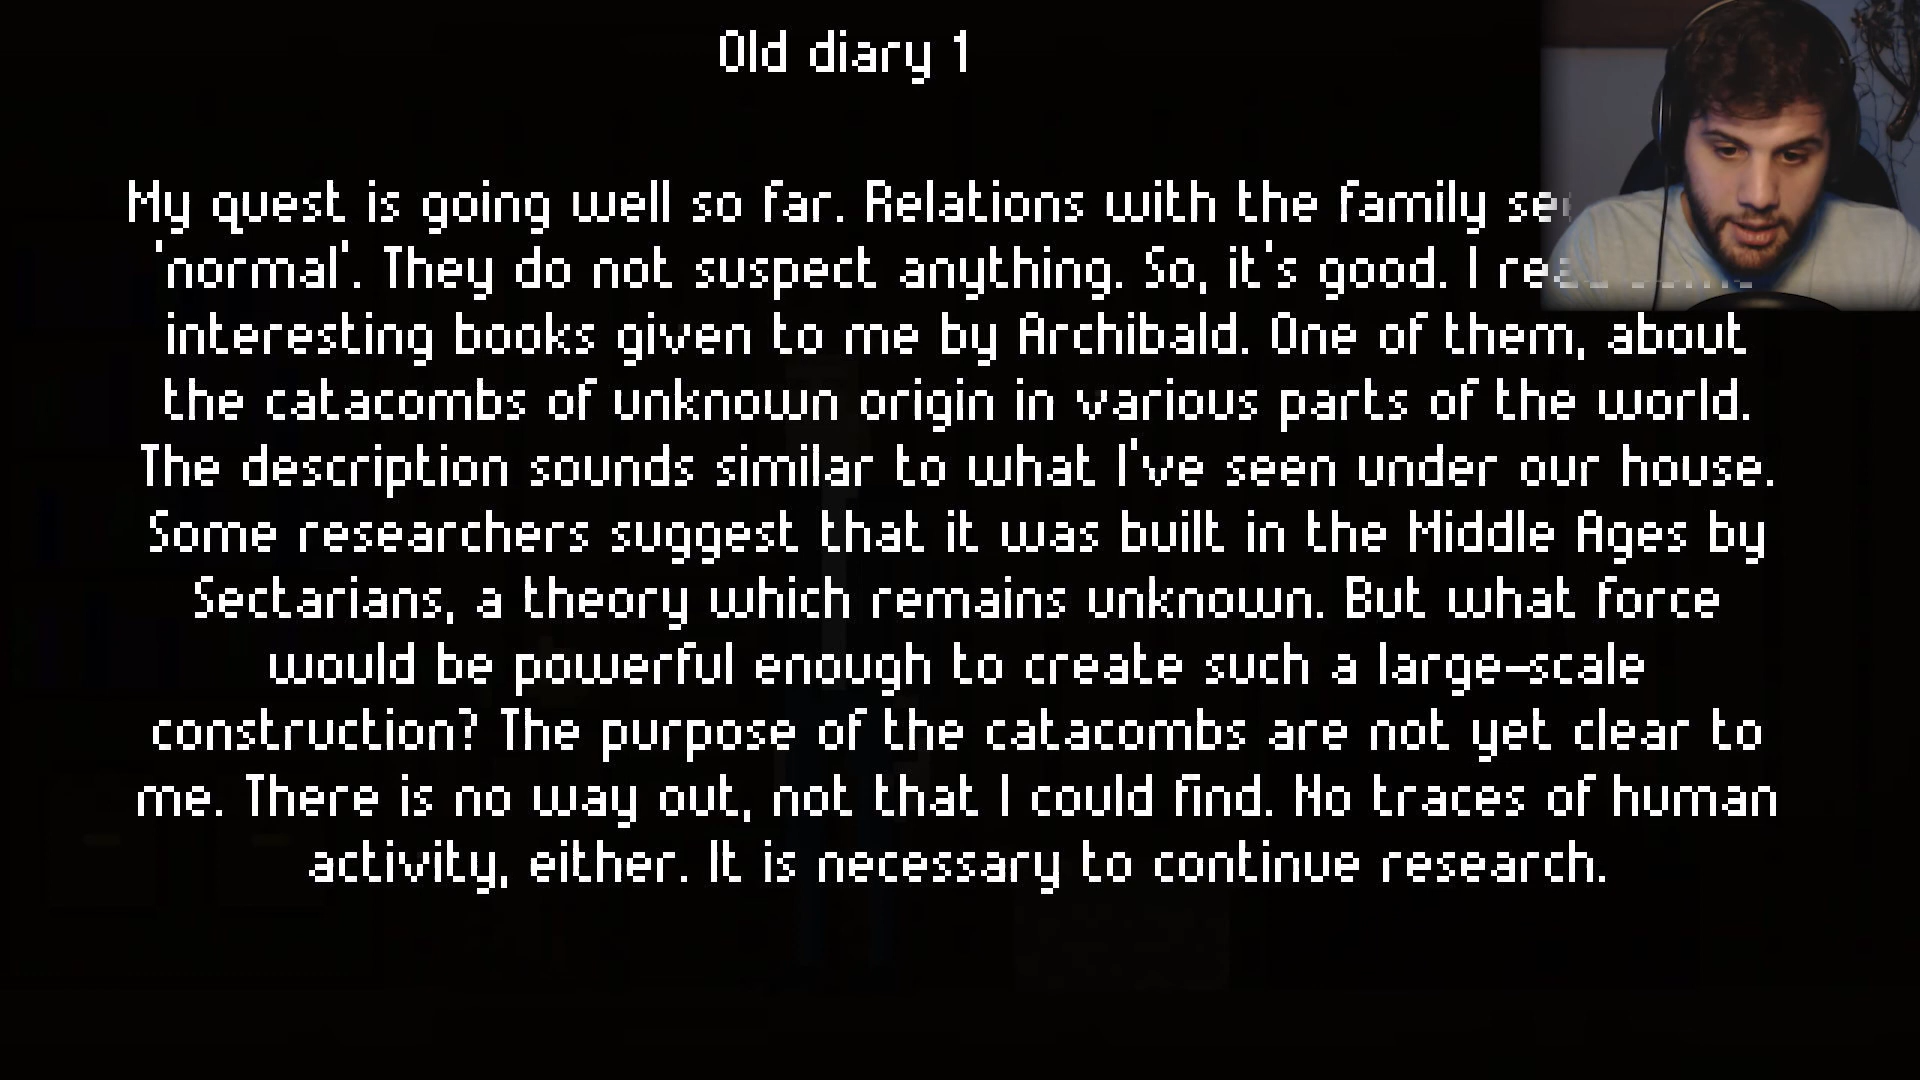 Old diary 1
My quest is going well so far. Relations with the family
'normal'. They do not suspect anything. So, it's good. I
interesting books given to me by Archibald. One of them, about
the catacombs of unknown origin in various parts of the world.
The description sounds similar to what I've seen under our house.
Some researchers suggest that it was built in the Middle Ages by
Sectarians, a theory which remains unknown. But what force
would be powerful enough to create such a large-scale
construction? The purpose of the catacombs are not yet clear to
me. There is no way out, not that I could find. No traces of human
activity, either. It is necessary to continue research.